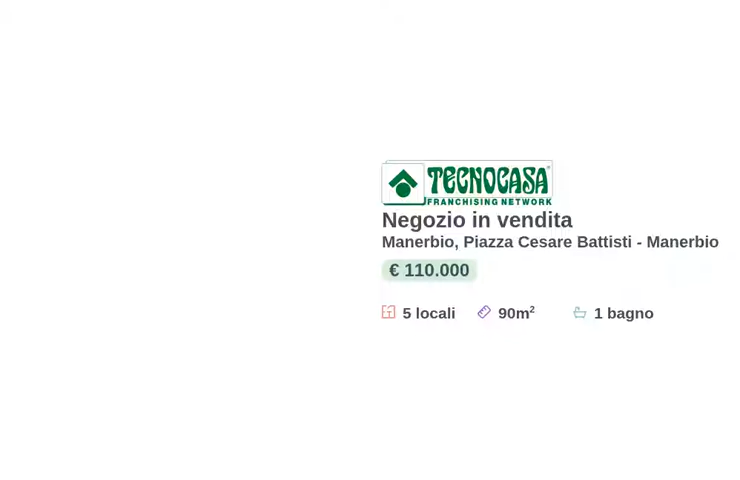 TECNOCASA
FRANCHISING NETWORK
Negozio in vendita
Manerbio, Piazza Cesare Battisti - Manerbio
€ 110.000
5 locali 90m² 1 bagno